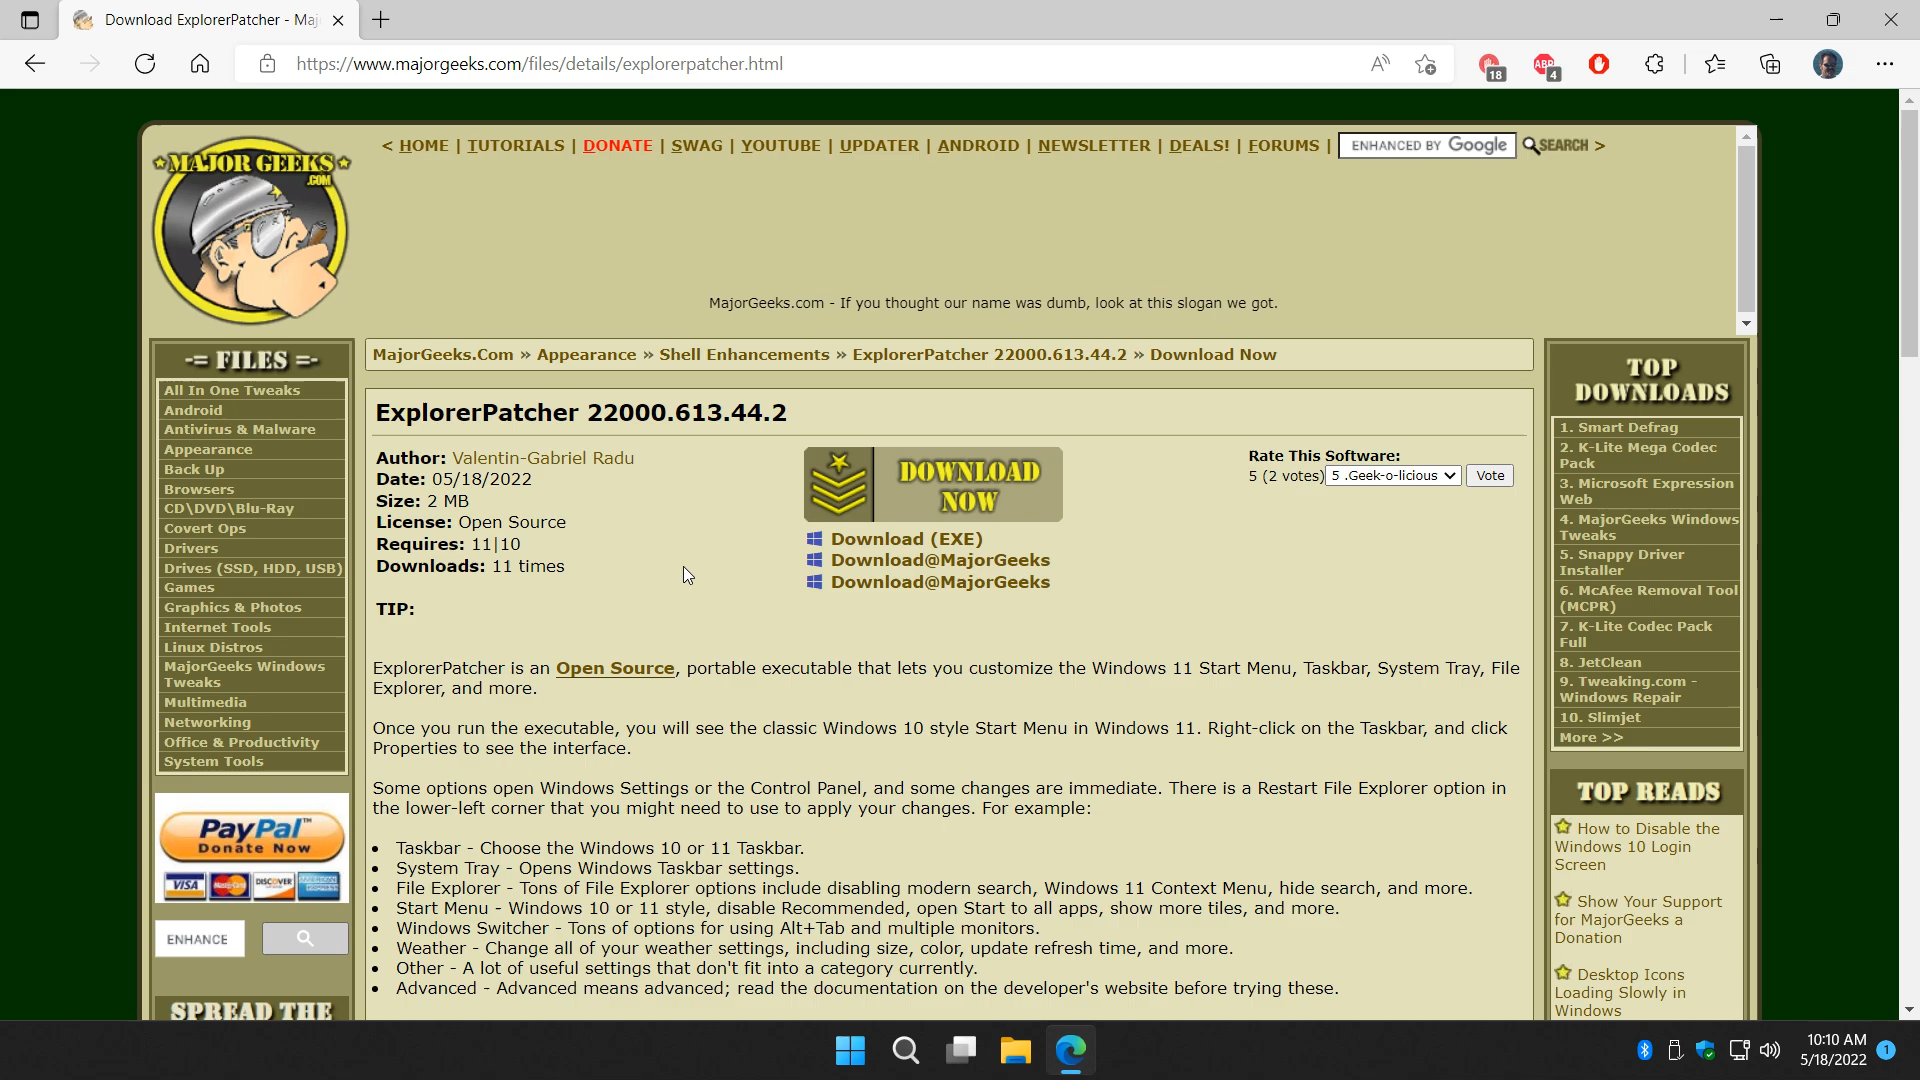 Download ExplorerPatcher - Maj
https://www.majorgeeks.com/files/details/explorerpatcher.html
18
ABP
4
MAJOR GEEKS
.COM
< HOME | TUTORIALS | DONATE | SWAG | YOUTUBE | UPDATER | ANDROID | NEWSLETTER | DEALS! | FORUMS | ENHANCED BY Google SEARCH >
MajorGeeks.com - If you thought our name was dumb, look at this slogan we got.
-= FILES =-
All In One Tweaks
Android
Antivirus & Malware
Appearance
Back Up
Browsers
CD\DVD\Blu-Ray
Covert Ops
Drivers
Drives (SSD, HDD, USB)
Games
Graphics & Photos
Internet Tools
Linux Distros
MajorGeeks Windows
Tweaks
Multimedia
Networking
Office & Productivity
System Tools
PayPal™
Donate Now
VISA
MasterCard
DISCOVER
AMERICAN EXPRESS
ENHANCE
SPREAD THE
MajorGeeks.Com » Appearance » Shell Enhancements » ExplorerPatcher 22000.613.44.2 » Download Now
ExplorerPatcher 22000.613.44.2
Author: Valentin-Gabriel Radu
Date: 05/18/2022
Size: 2 MB
License: Open Source
Requires: 11|10
Downloads: 11 times
TIP:
DOWNLOAD
NOW
Download (EXE)
Download@MajorGeeks
Download@MajorGeeks
Rate This Software:
5 (2 votes) 5 .Geek-o-licious Vote
ExplorerPatcher is an Open Source, portable executable that lets you customize the Windows 11 Start Menu, Taskbar, System Tray, File
Explorer, and more.
Once you run the executable, you will see the classic Windows 10 style Start Menu in Windows 11. Right-click on the Taskbar, and click
Properties to see the interface.
Some options open Windows Settings or the Control Panel, and some changes are immediate. There is a Restart File Explorer option in
the lower-left corner that you might need to use to apply your changes. For example:
• Taskbar - Choose the Windows 10 or 11 Taskbar.
• System Tray - Opens Windows Taskbar settings.
• File Explorer - Tons of File Explorer options include disabling modern search, Windows 11 Context Menu, hide search, and more.
• Start Menu - Windows 10 or 11 style, disable Recommended, open Start to all apps, show more tiles, and more.
• Windows Switcher - Tons of options for using Alt+Tab and multiple monitors.
• Weather - Change all of your weather settings, including size, color, update refresh time, and more.
• Other - A lot of useful settings that don't fit into a category currently.
• Advanced - Advanced means advanced; read the documentation on the developer's website before trying these.
TOP
DOWNLOADS
1. Smart Defrag
2. K-Lite Mega Codec
Pack
3. Microsoft Expression
Web
4. MajorGeeks Windows
Tweaks
5. Snappy Driver
Installer
6. McAfee Removal Tool
(MCPR)
7. K-Lite Codec Pack
Full
8. JetClean
9. Tweaking.com -
Windows Repair
10. Slimjet
More >>
TOP READS
How to Disable the
Windows 10 Login
Screen
Show Your Support
for MajorGeeks a
Donation
Desktop Icons
Loading Slowly in
Windows
10:10 AM
5/18/2022
1